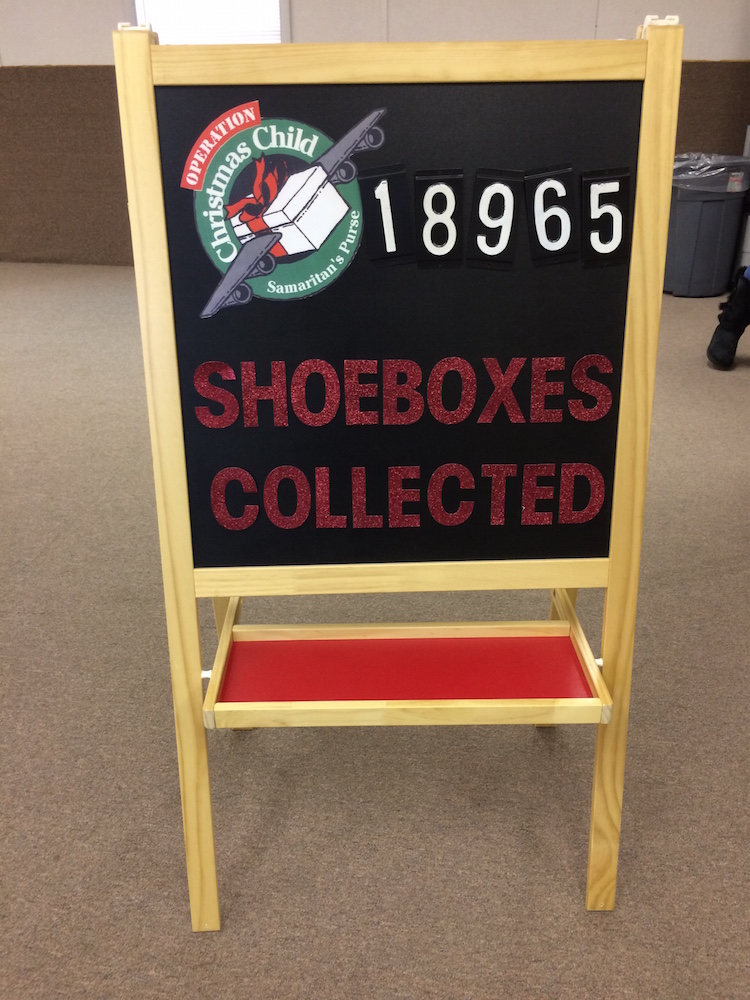 OPERATION
Christmas Child
Samaritan's Purse
18965
SHOEBOXES
COLLECTED